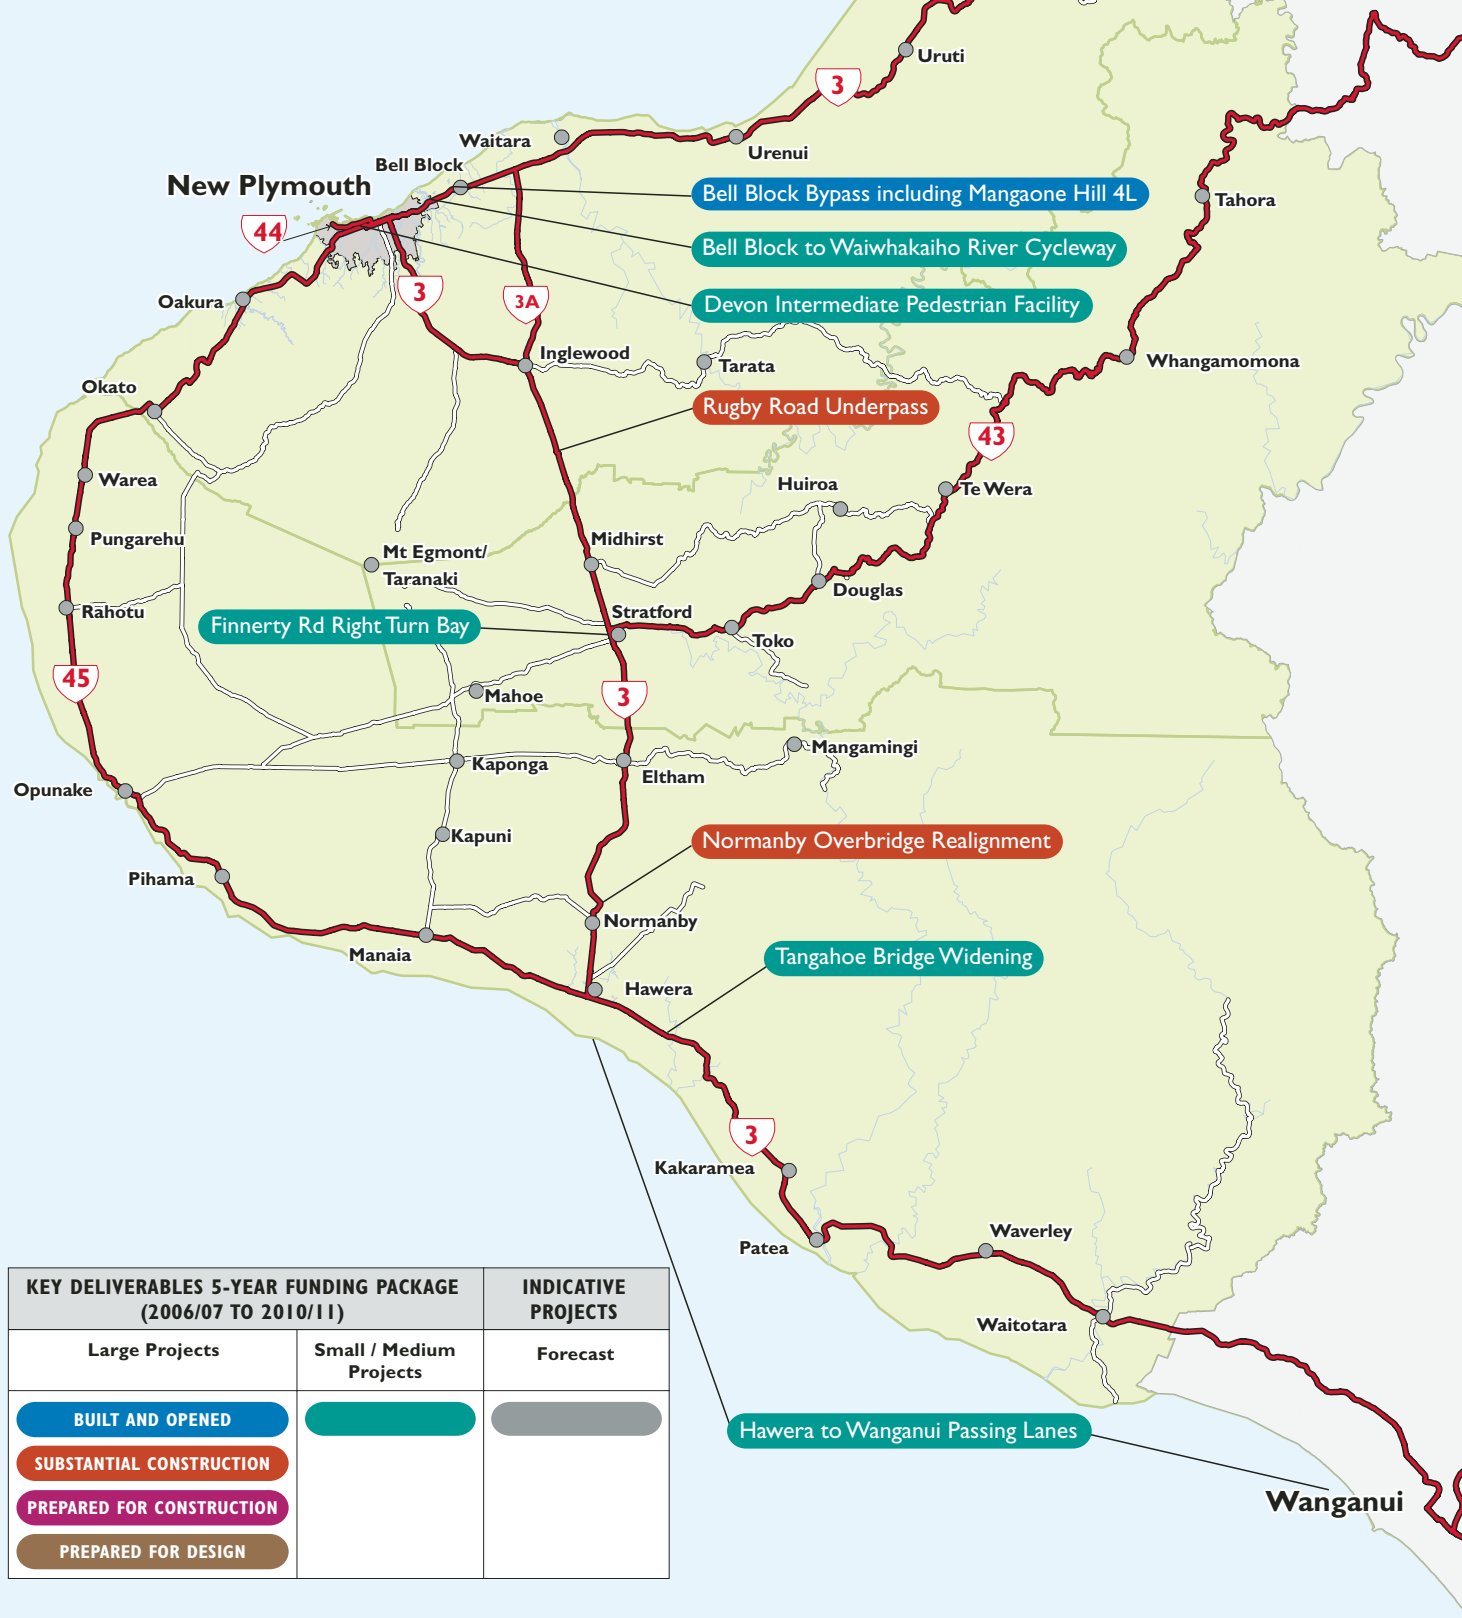 Uruti
3
Waitara
Urenui
Bell Block
New Plymouth
Bell Block Bypass including Mangaone Hill 4L
Tahora
44
Bell Block to Waiwhakaiho River Cycleway
3
3A
Devon Intermediate Pedestrian Facility
Oakura
Inglewood
Tarata
Whangamomona
Okato
Rugby Road Underpass
43
Warea
Huiroa
Te Wera
Pungarehu
Midhirst
Mt Egmont/
Taranaki
Douglas
Rahotu
Stratford
Finnerty Rd Right Turn Bay
Toko
45
Mahoe
3
Mangamingi
Kaponga
Eltham
Opunake
Kapuni
Normanby Overbridge Realignment
Pihama
Normanby
Manaia
Tangahoe Bridge Widening
Hawera
3
Kakaramea
Patea
Waverley
Waitotara
KEY DELIVERABLES 5-YEAR FUNDING PACKAGE
(2006/07 TO 2010/11)
INDICATIVE
PROJECTS
Large Projects
Small / Medium
Projects
Forecast
BUILT AND OPENED
SUBSTANTIAL CONSTRUCTION
PREPARED FOR CONSTRUCTION
PREPARED FOR DESIGN
Hawera to Wanganui Passing Lanes
Wanganui